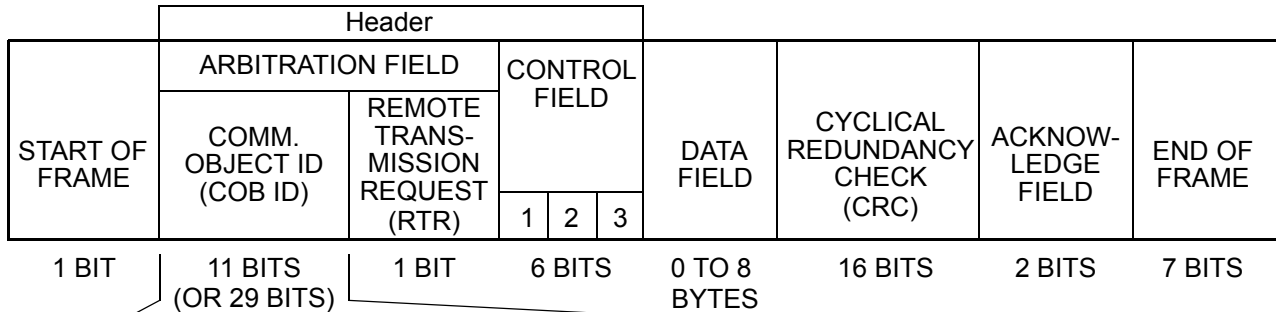 Header
ARBITRATION FIELD
CONTROL
FIELD
START OF
FRAME
COMM.
OBJECT ID
(COB ID)
REMOTE
TRANS-
MISSION
REQUEST
(RTR)
1 2 3
DATA
FIELD
CYCLICAL
REDUNDANCY
CHECK
(CRC)
ACKNOW-
LEDGE
FIELD
END OF
FRAME
1 BIT
11 BITS
(OR 29 BITS)
1 BIT
6 BITS
0 TO 8
BYTES
16 BITS
2 BITS
7 BITS